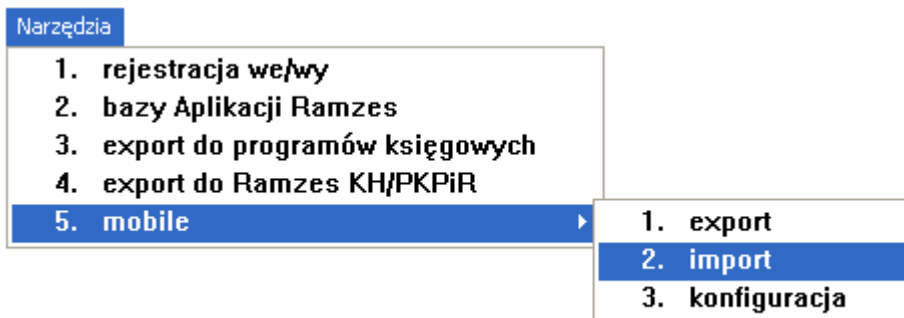 Narzędzia
1. rejestracja we/wy
2. bazy Aplikacji Ramzes
3. export do programów księgowych
4. export do Ramzes KH/PKPiR
5. mobile
1. export
2. import
3. konfiguracja